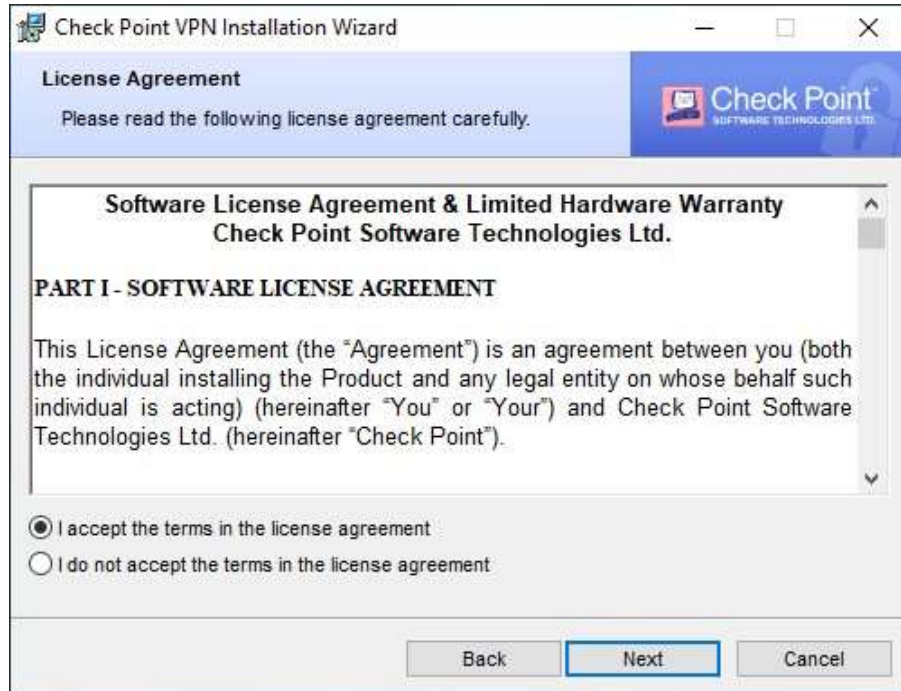 Check Point VPN Installation Wizard
License Agreement
Please read the following license agreement carefully.
Check Point
SOFTWARE TECHNOLOGIES LTD.
Software License Agreement & Limited Hardware Warranty
Check Point Software Technologies Ltd.
PART I - SOFTWARE LICENSE AGREEMENT
This License Agreement (the “Agreement”) is an agreement between you (both
the individual installing the Product and any legal entity on whose behalf such
individual is acting) (hereinafter “You” or “Your”) and Check Point Software
Technologies Ltd. (hereinafter “Check Point”).
I accept the terms in the license agreement
I do not accept the terms in the license agreement
Back Next Cancel